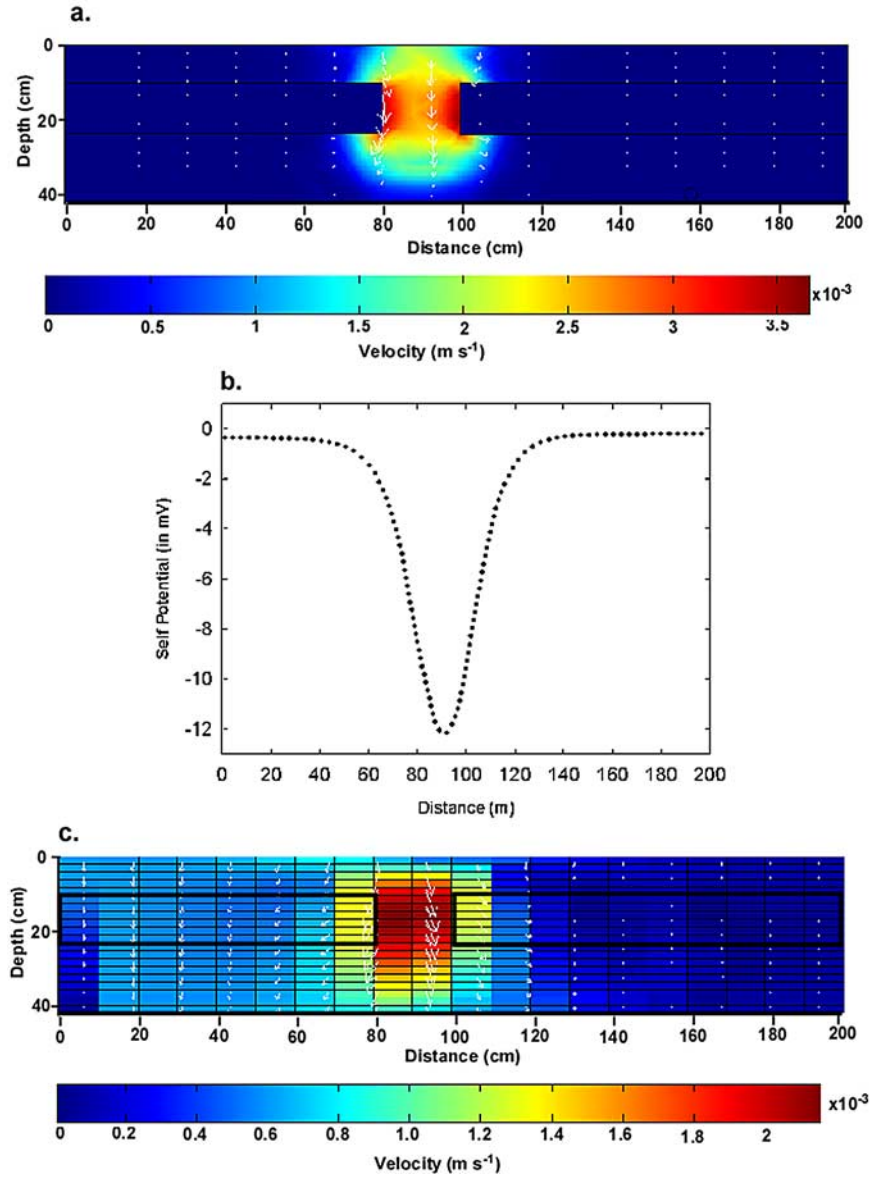 a.
0
20
40
Depth (cm)
0 20 40 60 80 100 120 140 160 180 200
Distance (cm)
0 0.5 1 1.5 2 2.5 3 3.5 x10⁻³
Velocity (m s⁻¹)
b.
0
-2
-4
-6
-8
-10
-12
Self Potential (in mV)
0 20 40 60 80 100 120 140 160 180 200
Distance (m)
c.
0
20
40
Depth (cm)
0 20 40 60 80 100 120 140 160 180 200
Distance (cm)
0 0.2 0.4 0.6 0.8 1.0 1.2 1.4 1.6 1.8 2 x10⁻³
Velocity (m s⁻¹)